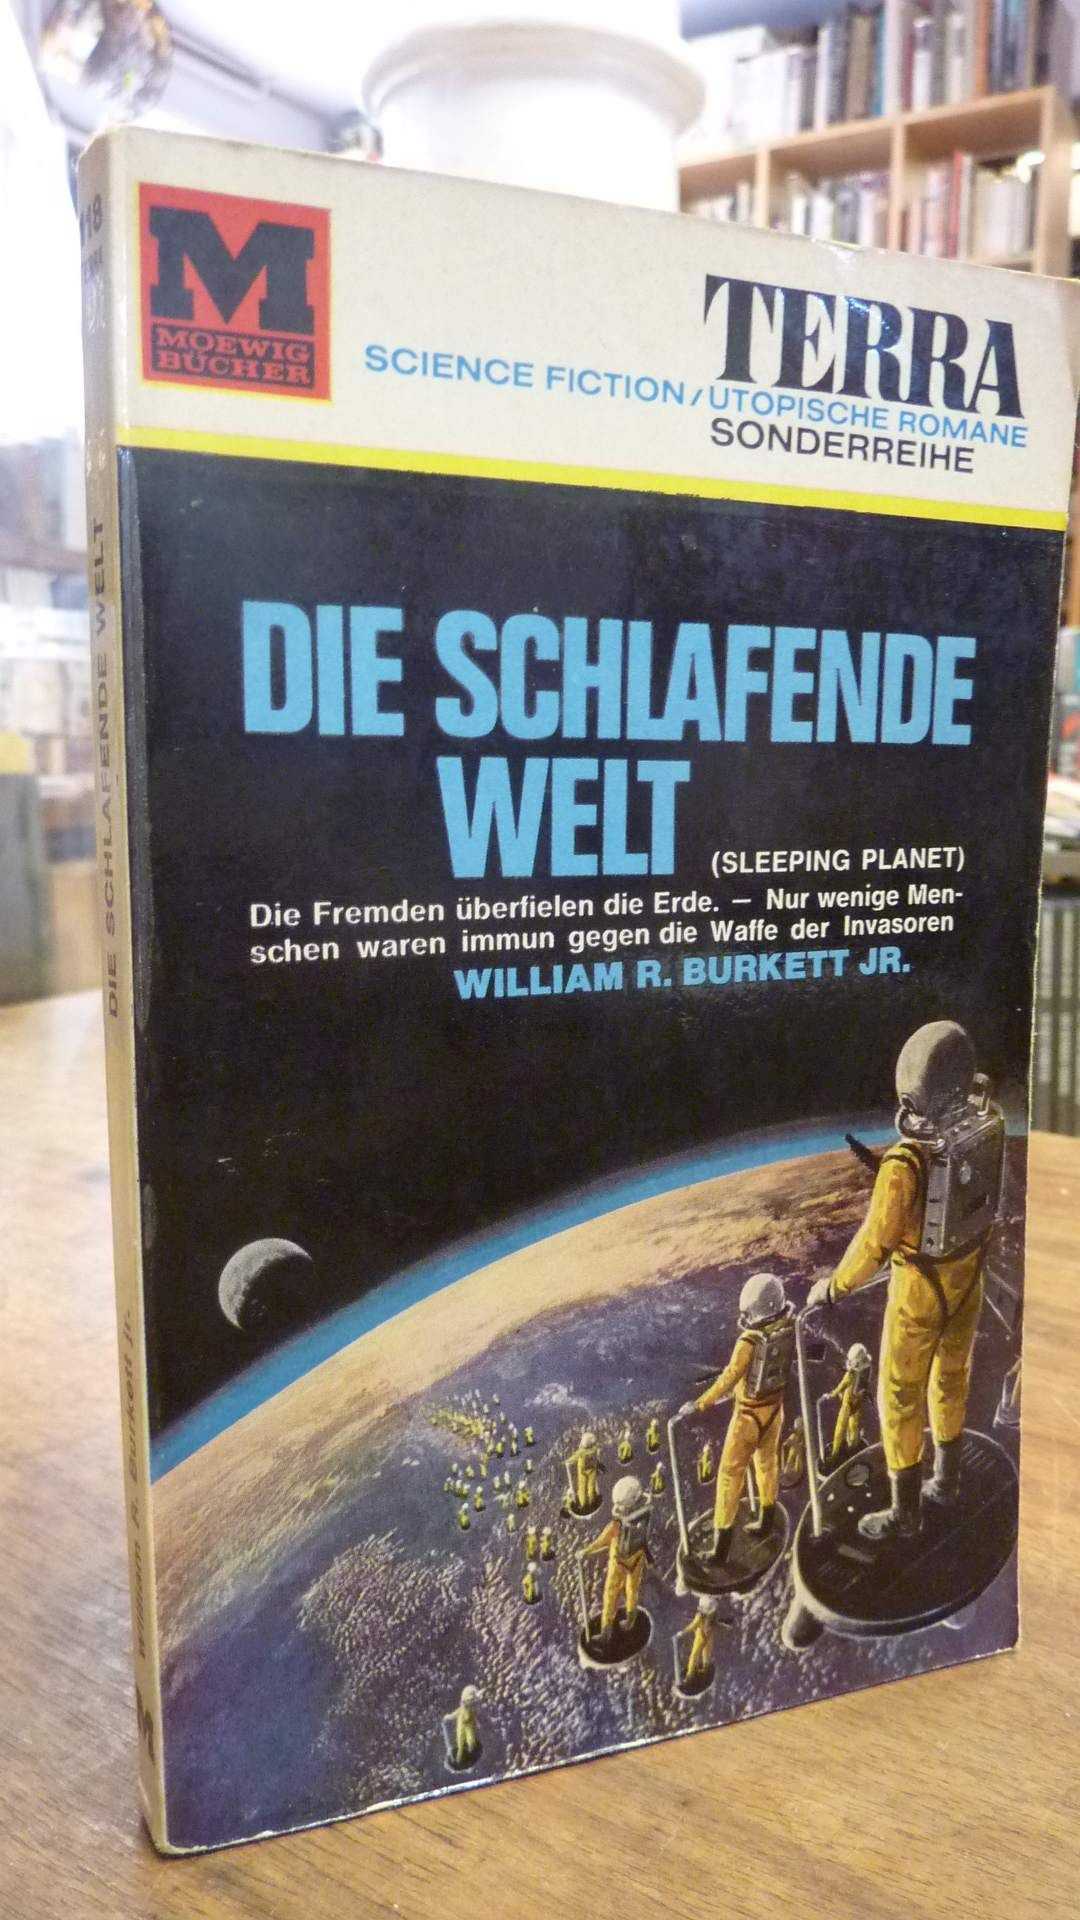 M
MOEWIG
BÜCHER
TERRA
SCIENCE FICTION/UTOPISCHE ROMANE
SONDERREIHE
DIE SCHLAFENDE
WELT
(SLEEPING PLANET)
Die Fremden überfielen die Erde. — Nur wenige Men-
schen waren immun gegen die Waffe der Invasoren
WILLIAM R. BURKETT JR.
118
DIE SCHLAFENDE WELT
William R. Burkett jr.
M